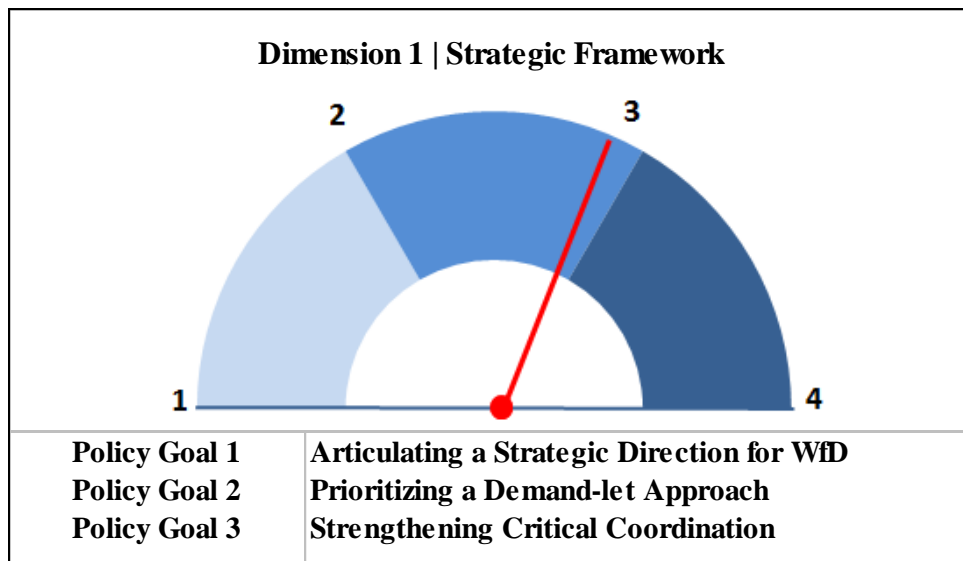 Dimension 1 | Strategic Framework
2
3
1
4
Policy Goal 1 Articulating a Strategic Direction for WfD
Policy Goal 2 Prioritizing a Demand-let Approach
Policy Goal 3 Strengthening Critical Coordination